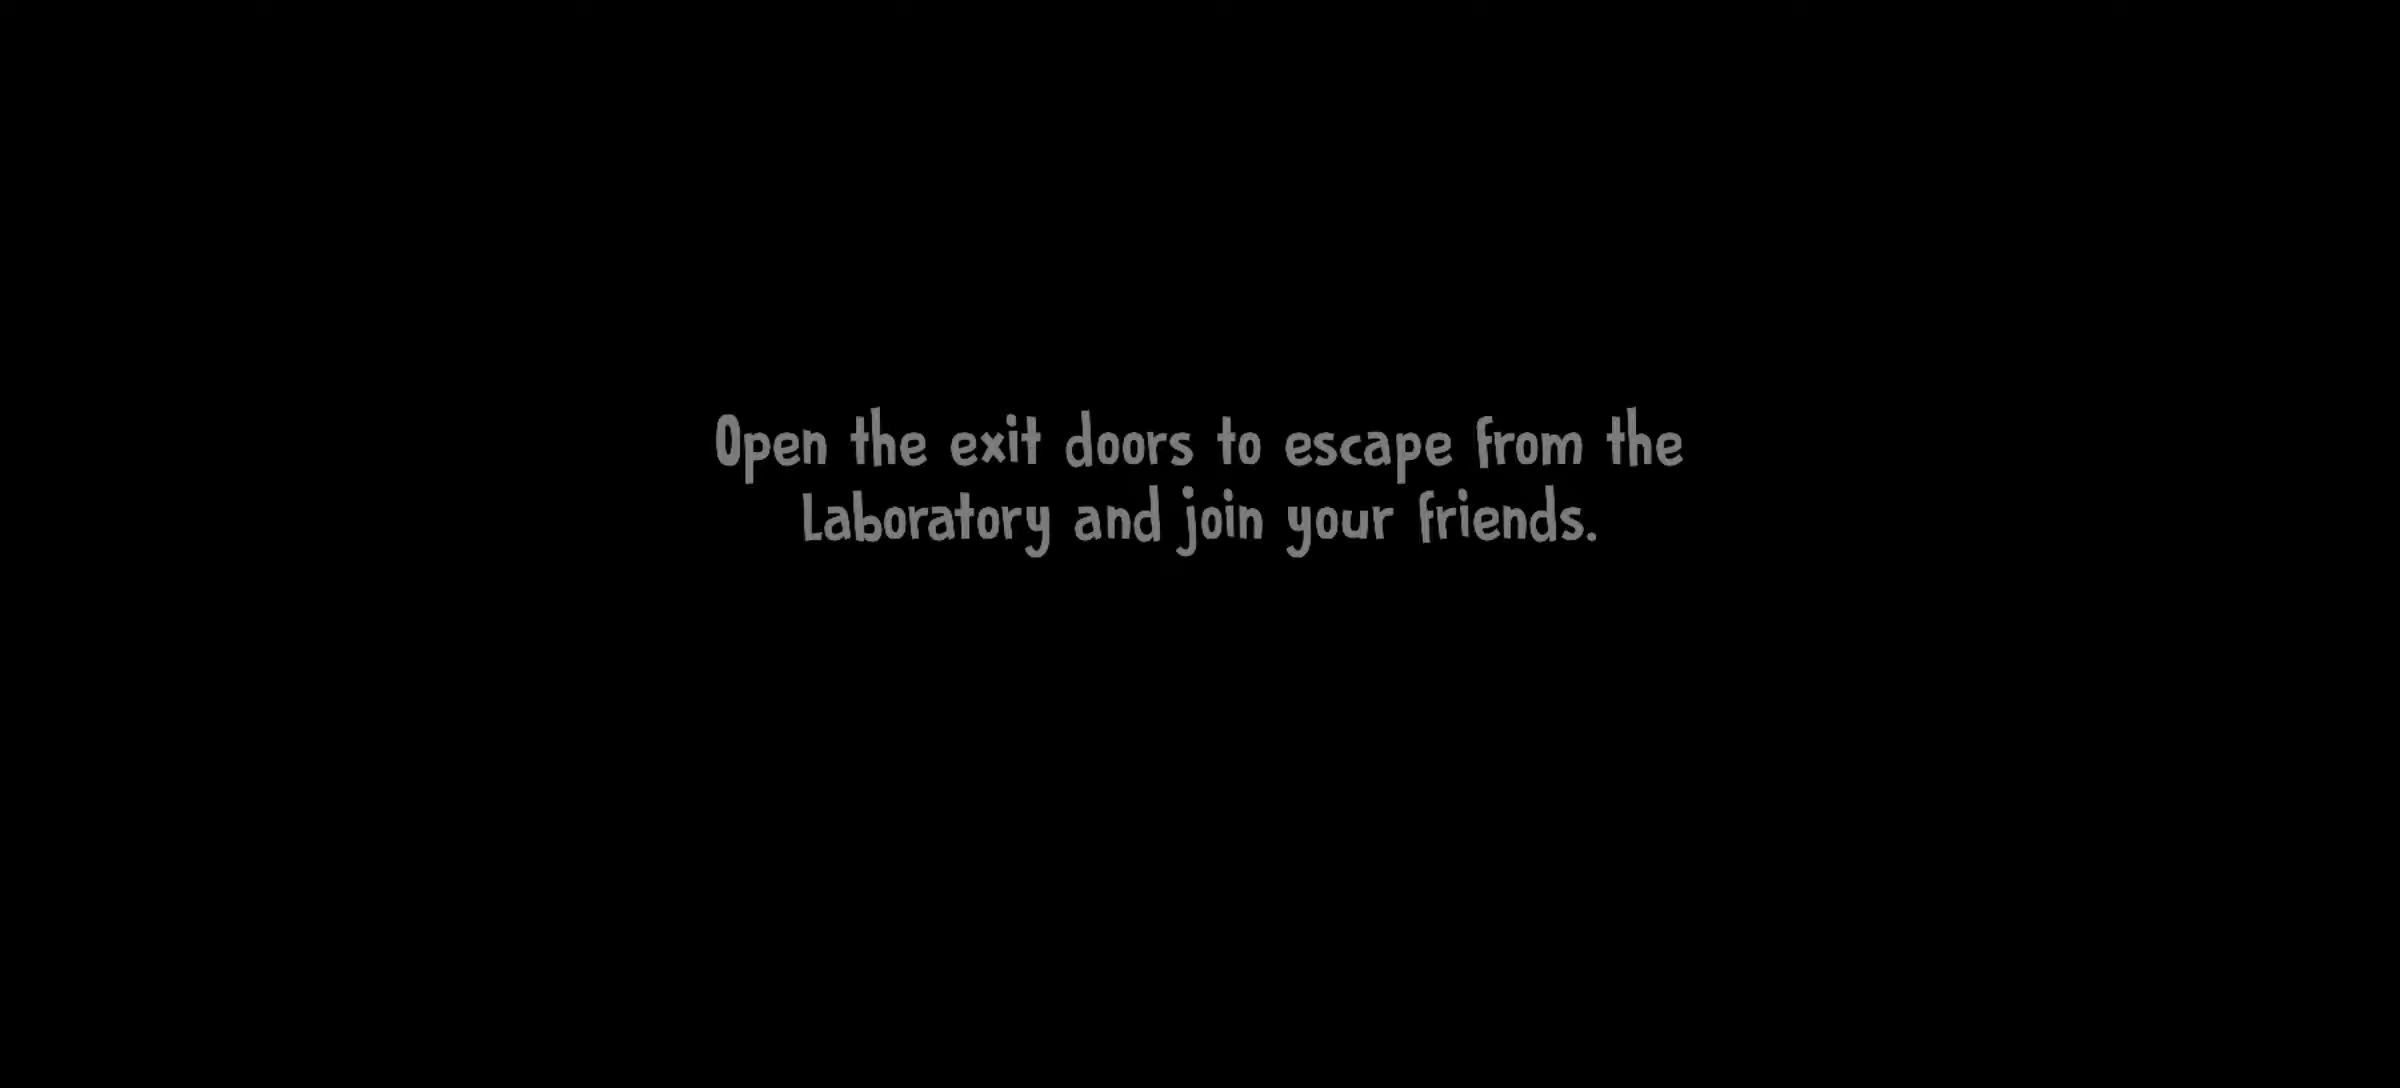 Open the exit doors to escape from the
Laboratory and join your friends.